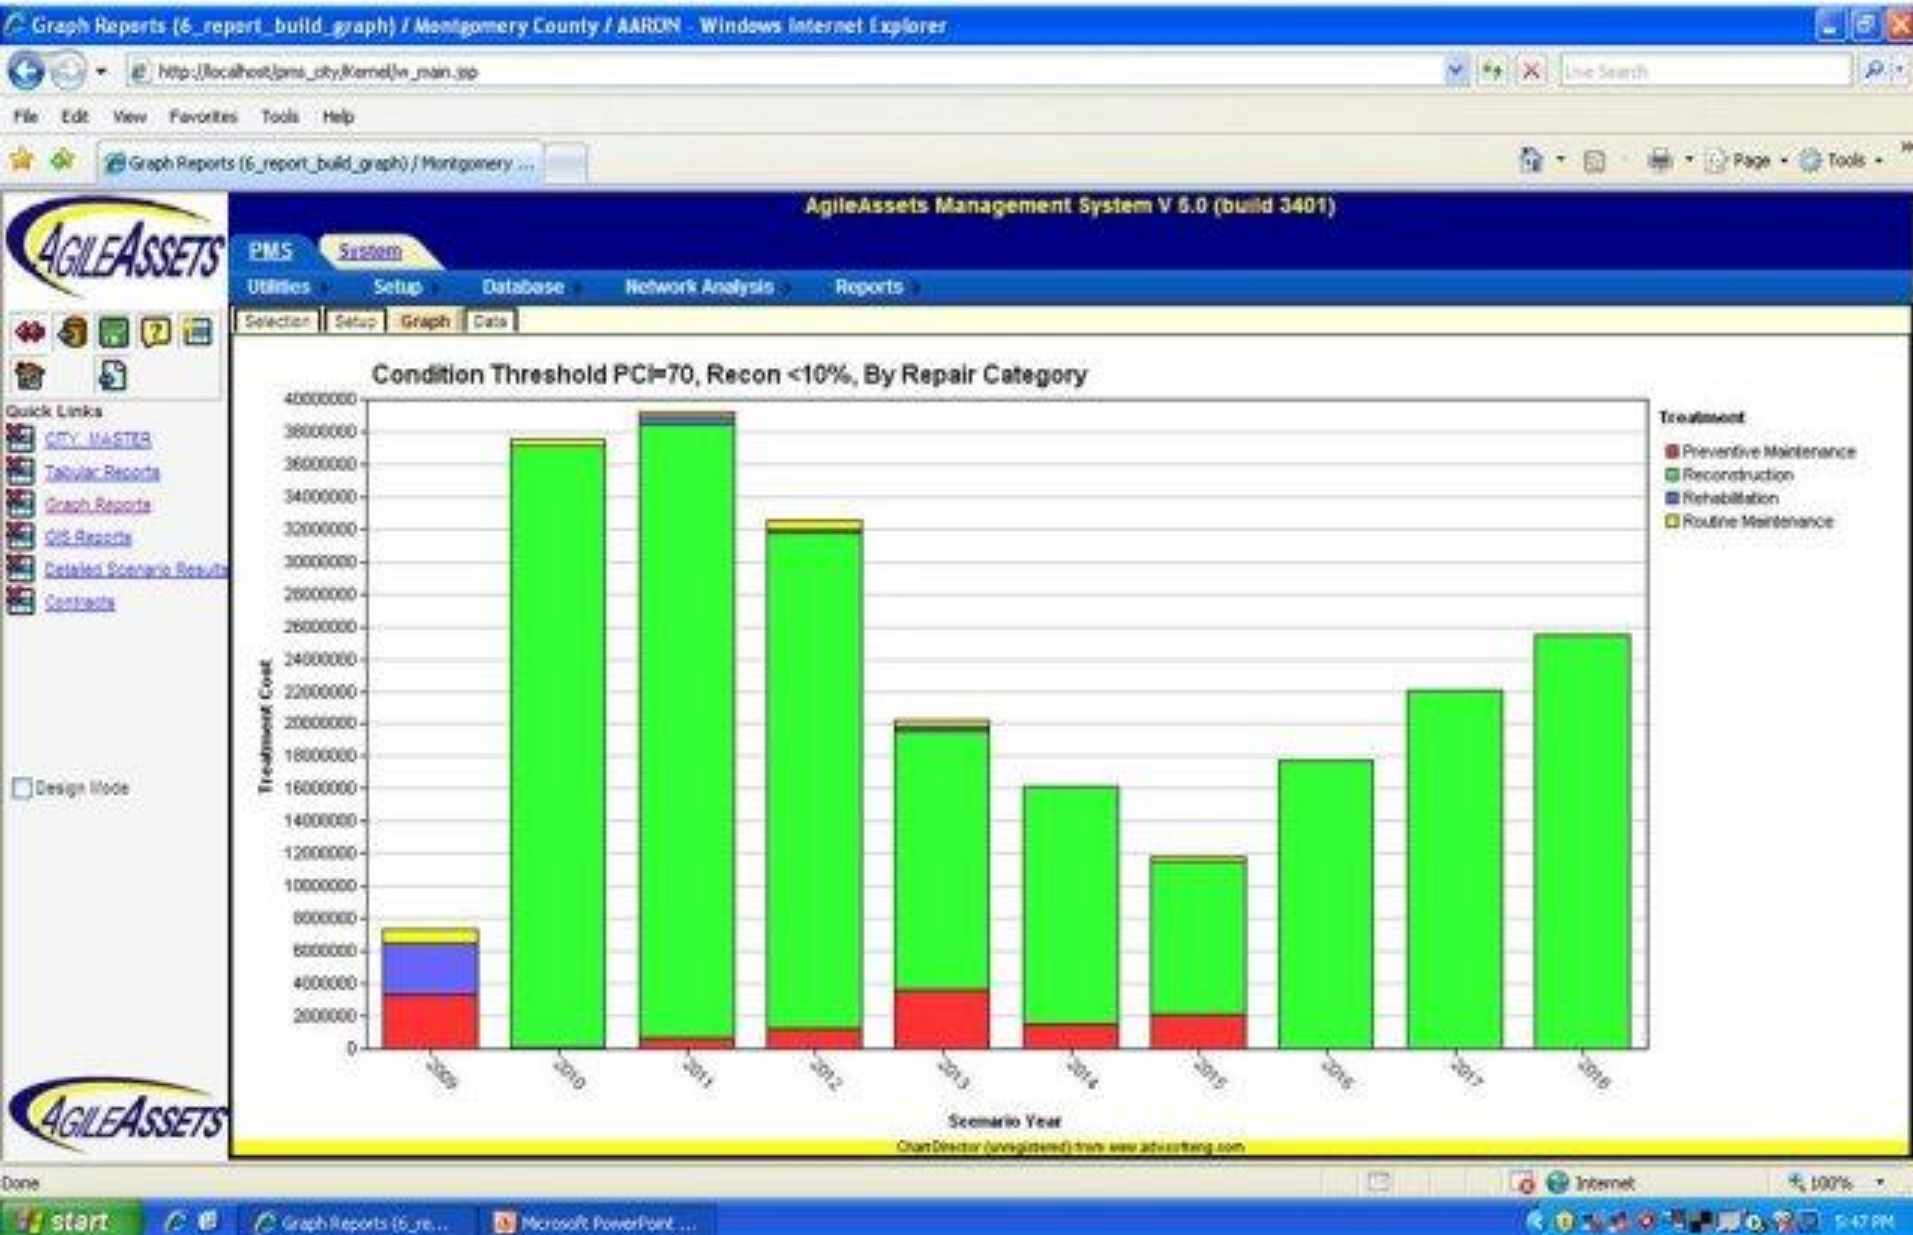 Graph Reports (6_report_build_graph) / Montgomery County / AARON - Windows Internet Explorer
http://localhost/pms_city/Kernel/w_main.jsp
Live Search
File Edit View Favorites Tools Help
Graph Reports (6_report_build_graph) / Montgomery ...
Page Tools
AgileAssets Management System V 6.0 (build 3401)
AGILEASSETS
PMS System
Utilities Setup Database Network Analysis Reports
Selection Setup Graph Data
Condition Threshold PCI=70, Recon <10%, By Repair Category
Quick Links
CITY_MASTER
Tabular Reports
Graph Reports
GIS Reports
Detailed Scenario Results
Contracts
Design Mode
Treatment Cost
40000000
38000000
36000000
34000000
32000000
30000000
28000000
26000000
24000000
22000000
20000000
18000000
16000000
14000000
12000000
10000000
8000000
6000000
4000000
2000000
0
Treatment
Preventive Maintenance
Reconstruction
Rehabilitation
Routine Maintenance
2009 2010 2011 2012 2013 2014 2015 2016 2017 2018
Scenario Year
ChartDirector (unregistered) from www.advsofteng.com
AGILEASSETS
Done
Internet
100%
start
Graph Reports (6_re...
Microsoft PowerPoint ...
5:47 PM